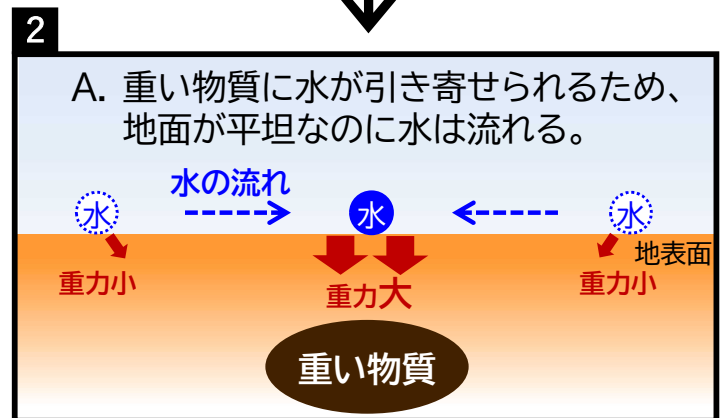 2
A. 重い物質に水が引き寄せられるため、
地面が平坦なのに水は流れる。
水の流れ
水
水
水
地表面
重力小
重力大
重力小
重い物質